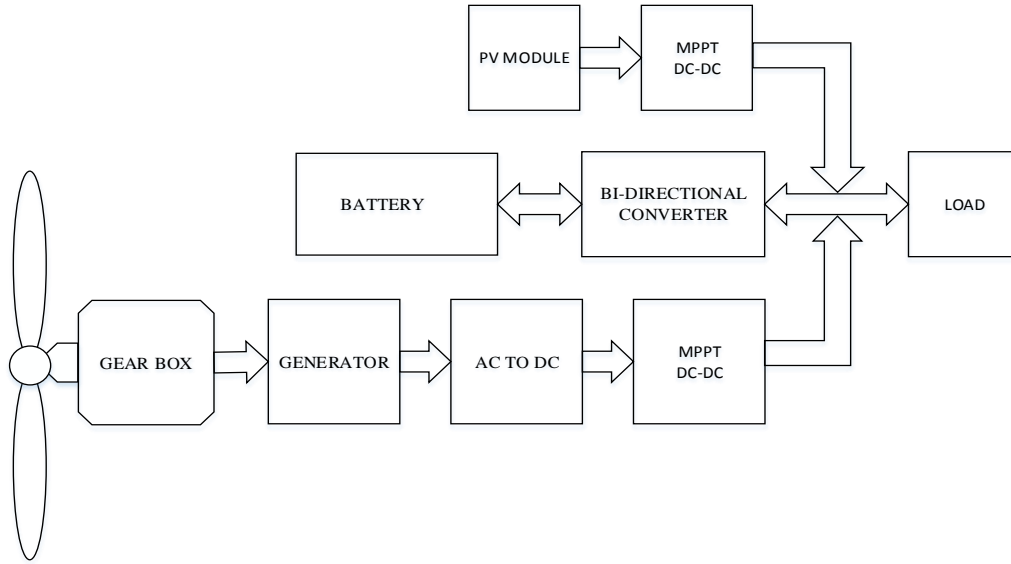 PV MODULE
MPPT
DC-DC
BATTERY
BI-DIRECTIONAL
CONVERTER
LOAD
GEAR BOX
GENERATOR
AC TO DC
MPPT
DC-DC